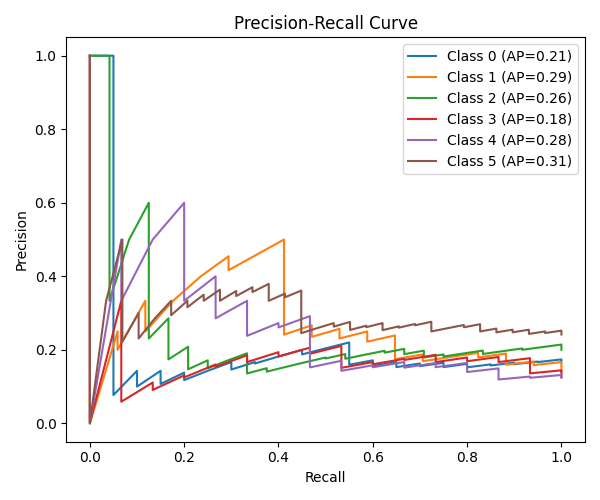 Precision-Recall Curve
Class 0 (AP=0.21)
Class 1 (AP=0.29)
Class 2 (AP=0.26)
Class 3 (AP=0.18)
Class 4 (AP=0.28)
Class 5 (AP=0.31)
Precision
1.0
0.8
0.6
0.4
0.2
0.0
0.0 0.2 0.4 0.6 0.8 1.0
Recall